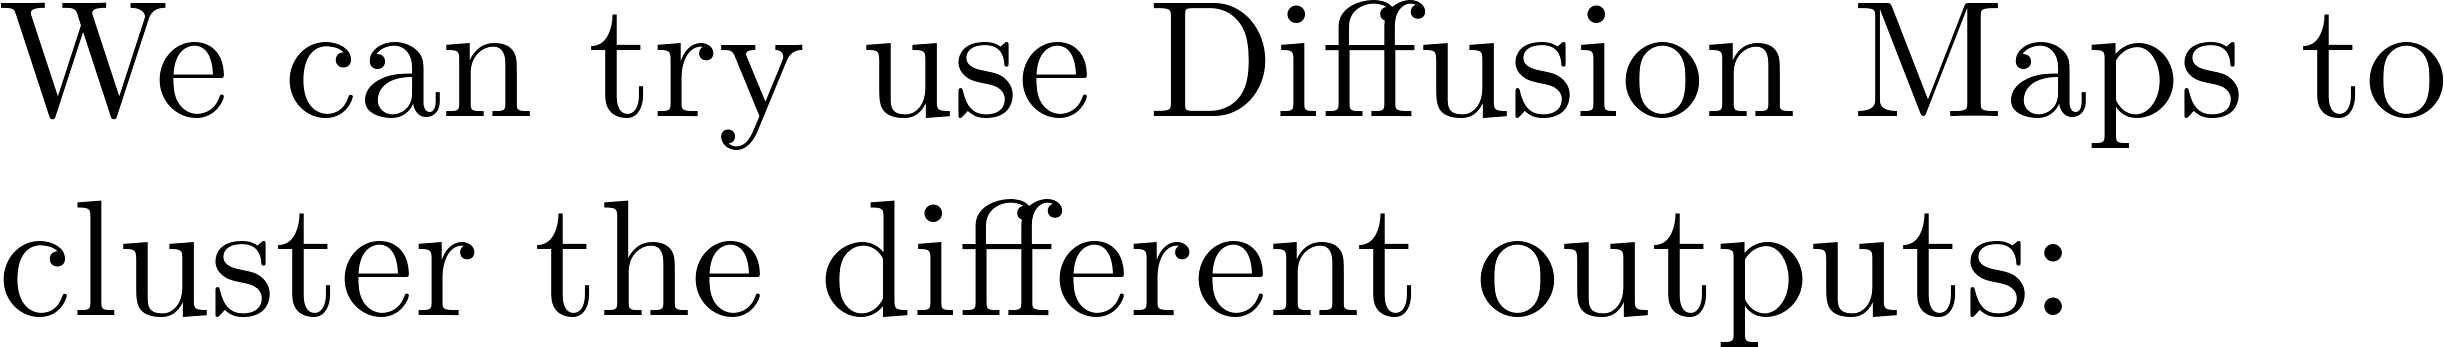 We can try use Diffusion Maps to
cluster the different outputs: